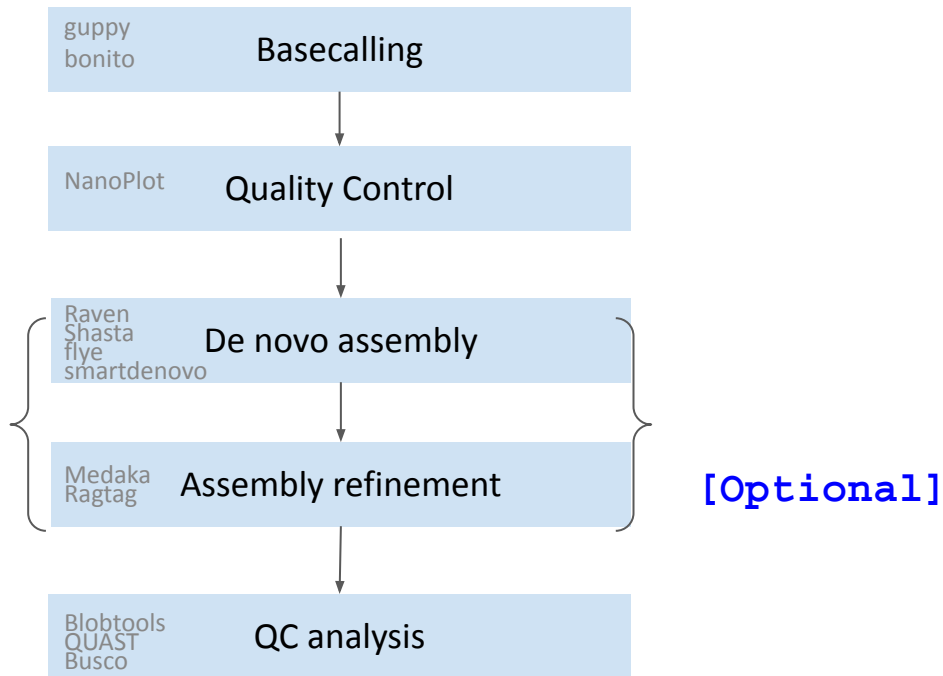 guppy
bonito
Basecalling
NanoPlot
Quality Control
Raven
Shasta
flye
smartdenovo
De novo assembly
Medaka
Ragtag
Assembly refinement
[Optional]
Blobtools
QUAST
Busco
QC analysis